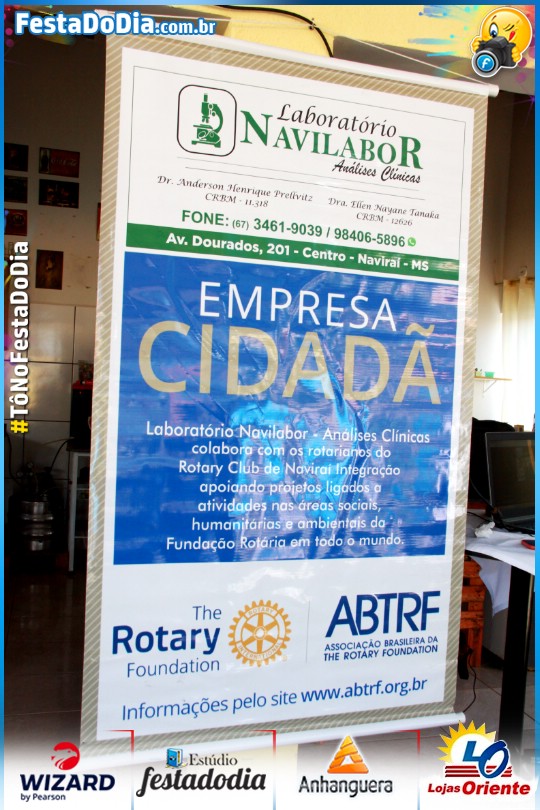 FestaDoDia.com.br
#TôNoFestaDoDia
Laboratório
NAVILABOR
Análises Clínicas
Dr. Anderson Henrique Prellvitz
CRBM - 11.318
Dra. Ellen Nayane Tanaka
CRBM - 12626
FONE: (67) 3461-9039 / 98406-5896
Av. Dourados, 201 - Centro - Naviraí - MS
EMPRESA
CIDADÃ
Laboratório Navilabor - Análises Clínicas
colabora com os rotarianos do
Rotary Club de Naviraí Integração
apoiando projetos ligados a
atividades nas áreas sociais,
humanitárias e ambientais da
Fundação Rotária em todo o mundo.
The
Rotary
Foundation
ABTRF
ASSOCIAÇÃO BRASILEIRA DA
THE ROTARY FOUNDATION
Informações pelo site www.abtrf.org.br
WIZARD
by Pearson
Estúdio
festadodia
Anhanguera
LO
Lojas Oriente